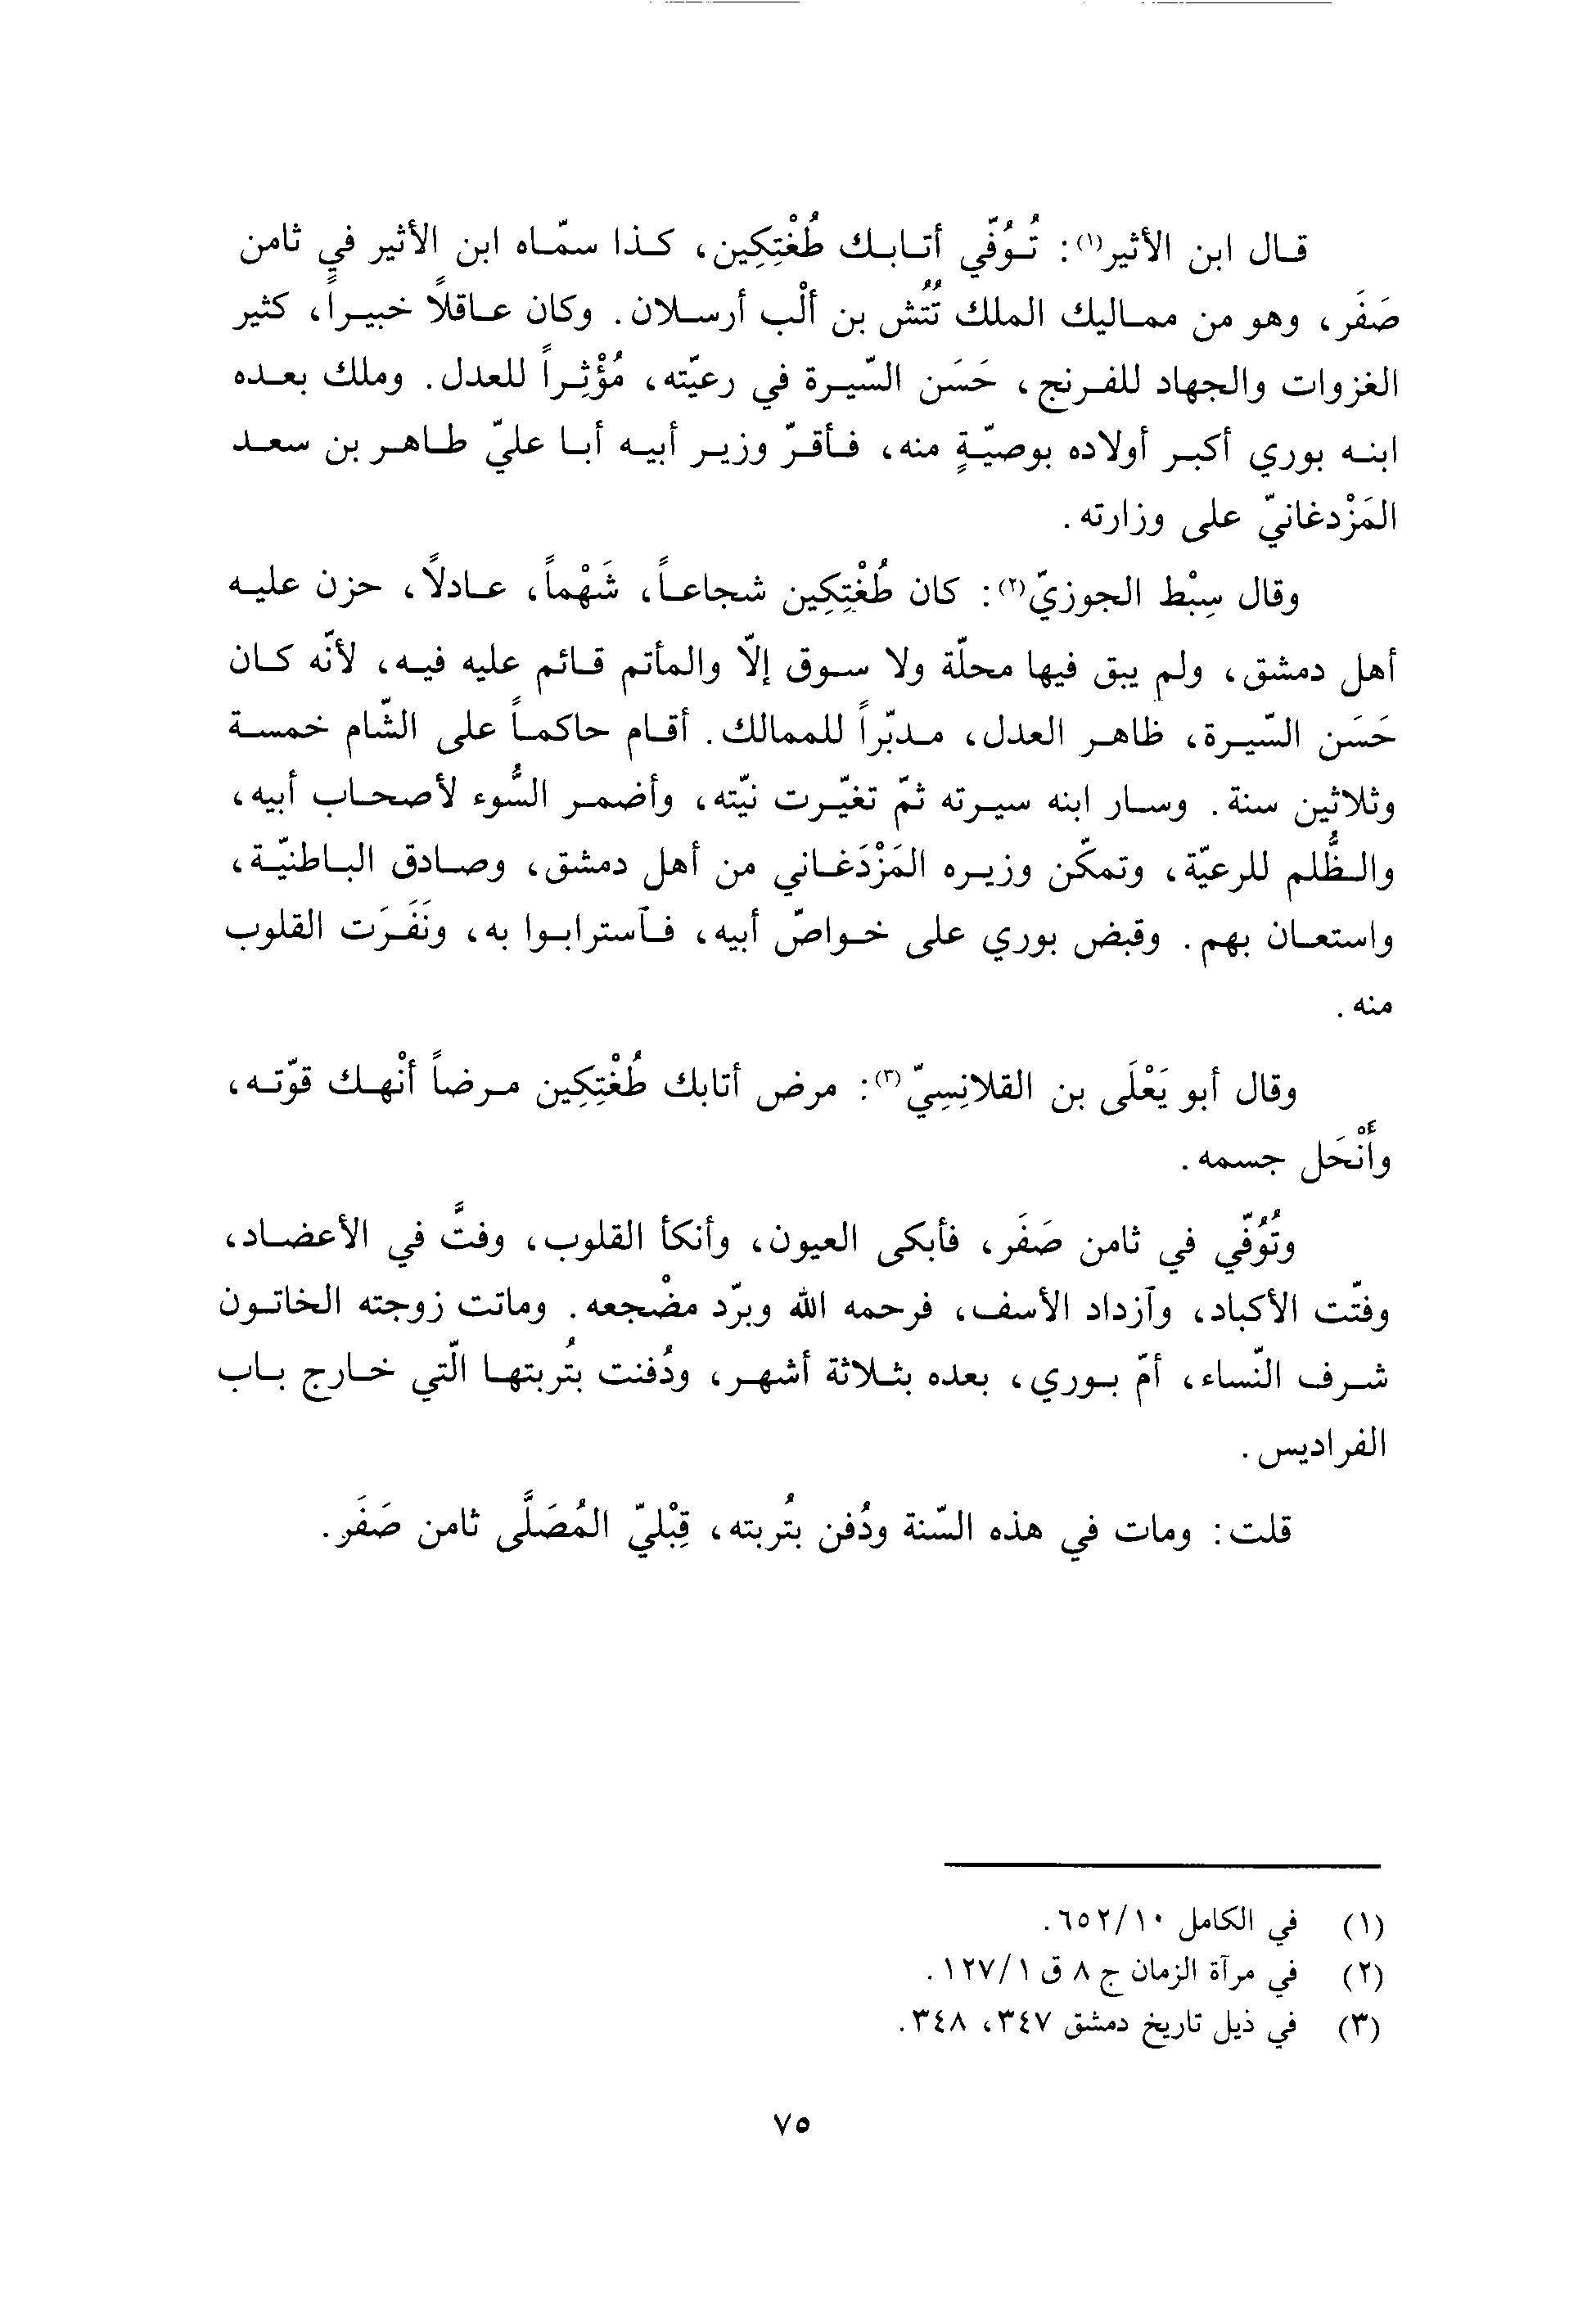 قال ابن الأثير(١): تُوُفّي أتابك طُغْتِكِين، كذا سمّاه ابن الأثير في ثامن
صَفَر، وهو من مماليك الملك تُتُش بن ألْب أرسلان. وكان عاقلاً خبيراً، كثير
الغزوات والجهاد للفرنج، حَسَن السّيرة في رعيّته، مُؤْثِراً للعدل. وملك بعده
ابنه بوري أكبر أولاده بوصيّةٍ منه، فأقرّ وزير أبيه أبا عليّ طاهر بن سعد
المَزْدغانيّ على وزارته.
وقال سِبْط الجوزيّ(٢): كان طُغْتِكِين شجاعاً، شَهْماً، عادلاً، حزن عليه
أهل دمشق، ولم يبق فيها محلّة ولا سوق إلاّ والمأتم قائم عليه فيه، لأنّه كان
حَسَن السّيرة، ظاهر العدل، مدبّراً للممالك. أقام حاكماً على الشّام خمسة
وثلاثين سنة. وسار ابنه سيرته ثمّ تغيّرت نيّته، وأضمر السُّوء لأصحاب أبيه،
والظُّلم للرعيّة، وتمكّن وزيره المَزْدَغاني من أهل دمشق، وصادق الباطنيّة،
واستعان بهم. وقبض بوري على خواصّ أبيه، فٱسترابوا به، ونَفَرَت القلوب
منه.
وقال أبو يَعْلَى بن القلانِسِيّ(٣): مرض أتابك طُغْتِكِين مرضاً أنْهك قوّته،
وأَنْحَل جسمه.
وتُوُفّي في ثامن صَفَر، فأبكى العيون، وأنكأ القلوب، وفتَّ في الأعضاد،
وفتّت الأكباد، وٱزداد الأسف، فرحمه الله وبرّد مضْجعه. وماتت زوجته الخاتون
شرف النّساء، أمّ بوري، بعده بثلاثة أشهر، ودُفنت بتُربتها الّتي خارج باب
الفراديس.
قلت: ومات في هذه السّنة ودُفن بتُربته، قِبْليّ المُصَلَّى ثامن صَفَر.
(١) في الكامل ٦٥٢/١٠.
(٢) في مرآة الزمان ج ٨ ق ١٢٧/١.
(٣) في ذيل تاريخ دمشق ٣٤٧، ٣٤٨.
٧٥